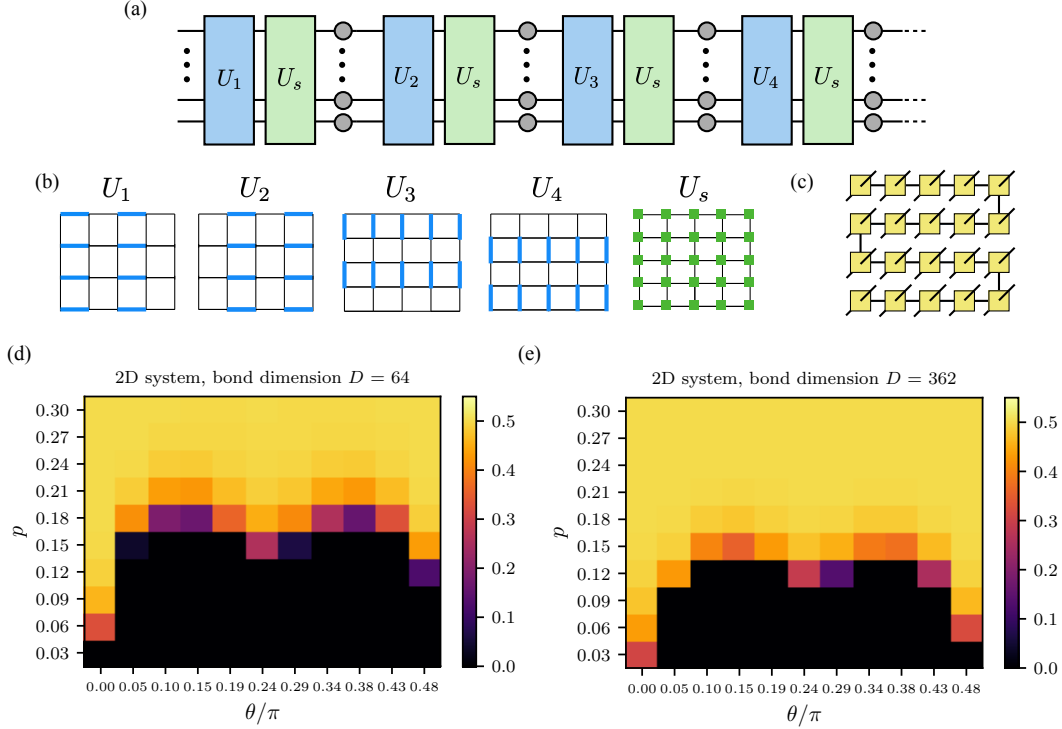 (a)
U₁ U_s U₂ U_s U₃ U_s U₄ U_s
(b) (c)
U₁ U₂ U₃ U₄ U_s
(d) (e)
2D system, bond dimension D = 64
0.30
0.27
0.24
0.21
0.18
0.15
0.12
0.09
0.06
0.03
p
0.00 0.05 0.10 0.15 0.19 0.24 0.29 0.34 0.38 0.43 0.48
θ/π
0.5
0.4
0.3
0.2
0.1
0.0
2D system, bond dimension D = 362
0.30
0.27
0.24
0.21
0.18
0.15
0.12
0.09
0.06
0.03
p
0.00 0.05 0.10 0.15 0.19 0.24 0.29 0.34 0.38 0.43 0.48
θ/π
0.5
0.4
0.3
0.2
0.1
0.0